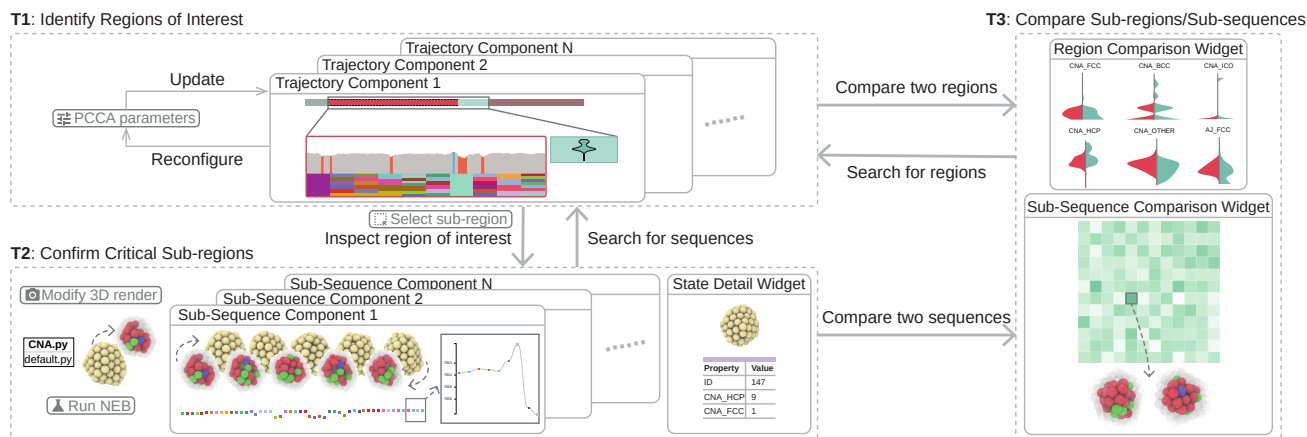 T1: Identify Regions of Interest
Trajectory Component N
Trajectory Component 2
Trajectory Component 1
Update
PCCA parameters
Reconfigure
Compare two regions
Search for regions
T3: Compare Sub-regions/Sub-sequences
Region Comparison Widget
CNA_FCC CNA_BCC CNA_ICO
CNA_HCP CNA_OTHER AJ_FCC
Sub-Sequence Comparison Widget
Select sub-region
Inspect region of interest
Search for sequences
T2: Confirm Critical Sub-regions
Modify 3D render
CNA.py
default.py
Run NEB
Sub-Sequence Component N
Sub-Sequence Component 2
Sub-Sequence Component 1
State Detail Widget
Property Value
ID 147
CNA_HCP 9
CNA_FCC 1
Compare two sequences